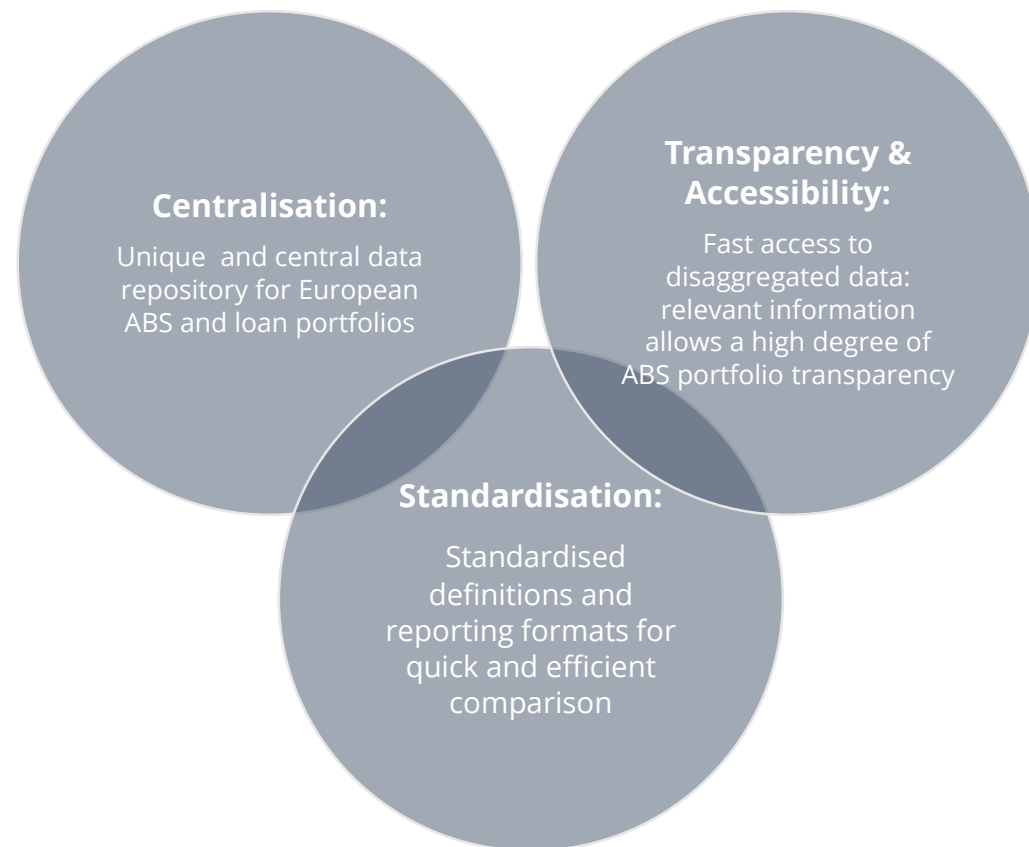 Centralisation:
Unique  and central data
repository for European
ABS and loan portfolios
Transparency &
Accessibility:
Fast access to
disaggregated data:
relevant information
allows a high degree of
ABS portfolio transparency
Standardisation:
Standardised
definitions and
reporting formats for
quick and efficient
comparison